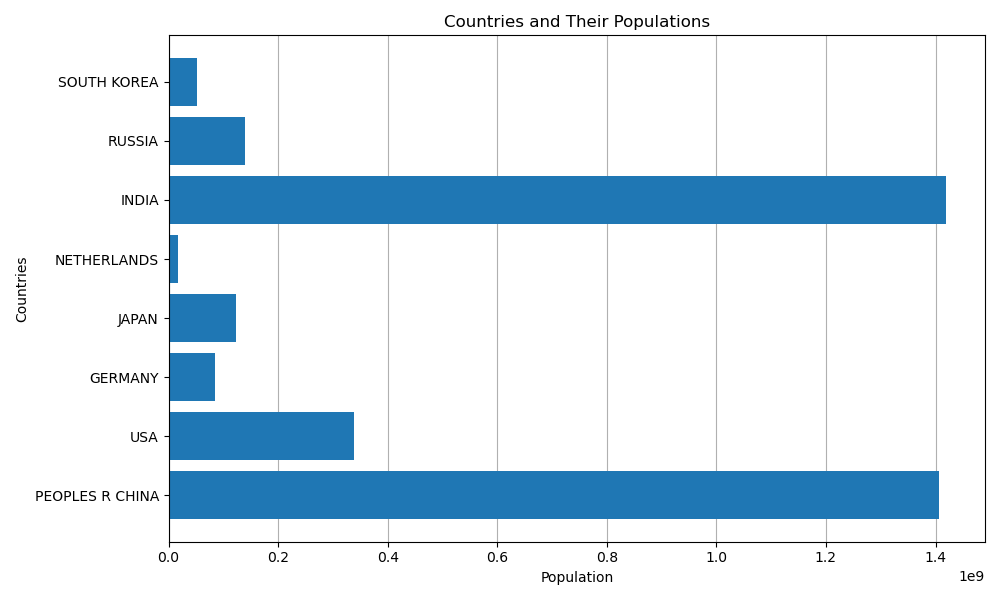 Countries and Their Populations
Countries
SOUTH KOREA
RUSSIA
INDIA
NETHERLANDS
JAPAN
GERMANY
USA
PEOPLES R CHINA
0.0 0.2 0.4 0.6 0.8 1.0 1.2 1.4
1e9
Population